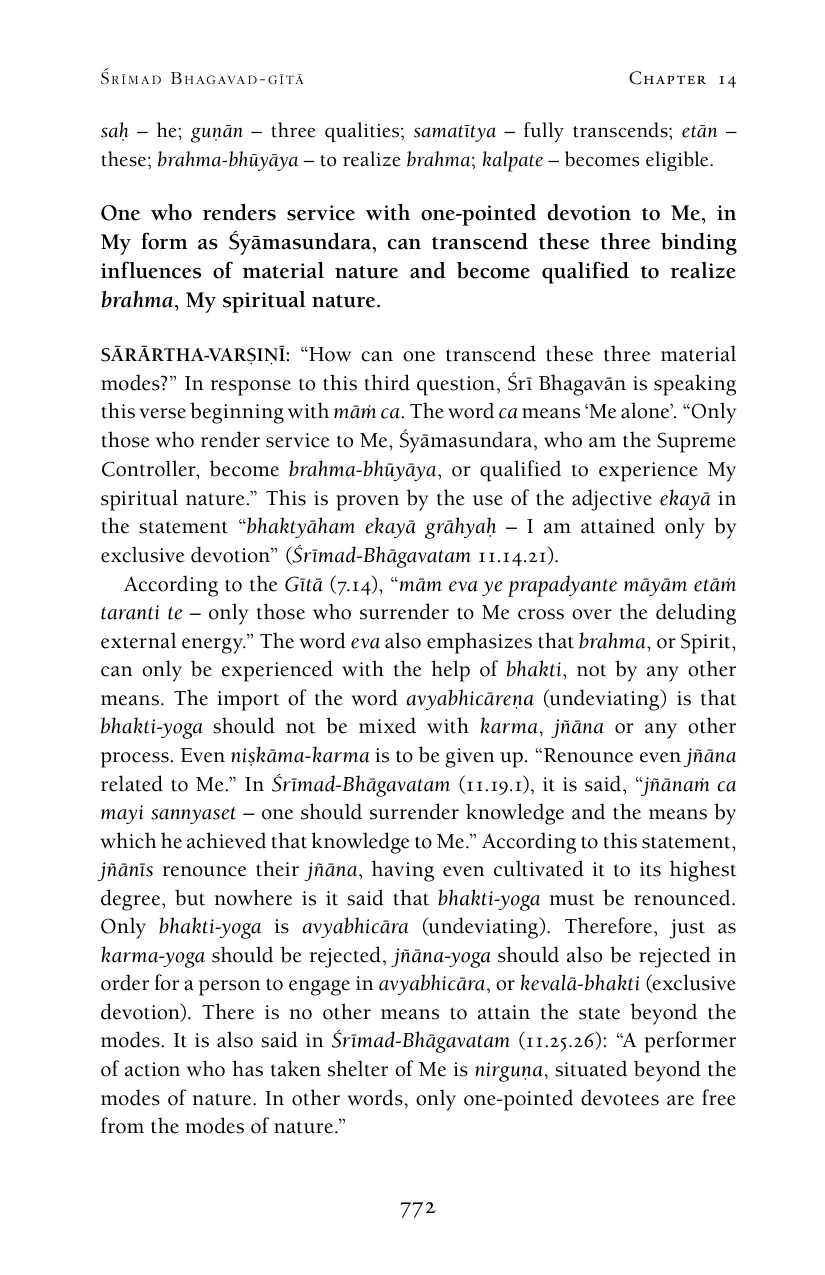 Śrīmad Bhagavad-gītā Chapter 14
saḥ – he; guṇān – three qualities; samatītya – fully transcends; etān –
these; brahma-bhūyāya – to realize brahma; kalpate – becomes eligible.
One who renders service with one-pointed devotion to Me, in
My form as Śyāmasundara, can transcend these three binding
influences of material nature and become qualified to realize
brahma, My spiritual nature.
SĀRĀRTHA-VARṢIṆĪ: “How can one transcend these three material
modes?” In response to this third question, Śrī Bhagavān is speaking
this verse beginning with māṁ ca. The word ca means ‘Me alone’. “Only
those who render service to Me, Śyāmasundara, who am the Supreme
Controller, become brahma-bhūyāya, or qualified to experience My
spiritual nature.” This is proven by the use of the adjective ekayā in
the statement “bhaktyāham ekayā grāhyaḥ – I am attained only by
exclusive devotion” (Śrīmad-Bhāgavatam 11.14.21).
According to the Gītā (7.14), “mām eva ye prapadyante māyām etāṁ
taranti te – only those who surrender to Me cross over the deluding
external energy.” The word eva also emphasizes that brahma, or Spirit,
can only be experienced with the help of bhakti, not by any other
means. The import of the word avyabhicāreṇa (undeviating) is that
bhakti-yoga should not be mixed with karma, jñāna or any other
process. Even niṣkāma-karma is to be given up. “Renounce even jñāna
related to Me.” In Śrīmad-Bhāgavatam (11.19.1), it is said, “jñānaṁ ca
mayi sannyaset – one should surrender knowledge and the means by
which he achieved that knowledge to Me.” According to this statement,
jñānīs renounce their jñāna, having even cultivated it to its highest
degree, but nowhere is it said that bhakti-yoga must be renounced.
Only bhakti-yoga is avyabhicāra (undeviating). Therefore, just as
karma-yoga should be rejected, jñāna-yoga should also be rejected in
order for a person to engage in avyabhicāra, or kevalā-bhakti (exclusive
devotion). There is no other means to attain the state beyond the
modes. It is also said in Śrīmad-Bhāgavatam (11.25.26): “A performer
of action who has taken shelter of Me is nirguṇa, situated beyond the
modes of nature. In other words, only one-pointed devotees are free
from the modes of nature.”
772